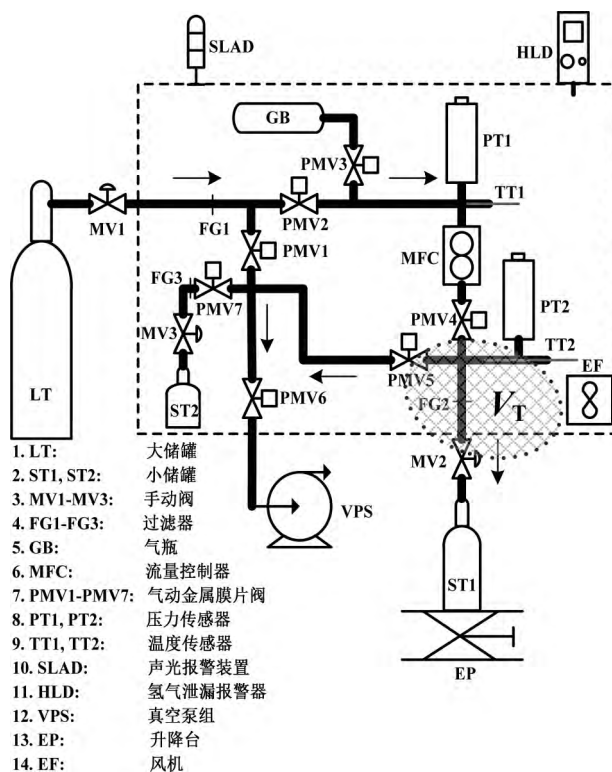 SLAD
HLD
GB
PT1
PMV3
TT1
MV1
FG1
PMV2
PMV1
MFC
FG3
PT2
PMV7
PMV4
MV3
TT2
PMV5
EF
LT
ST2
PMV6
FG2
V_T
MV2
VPS
ST1
EP
1. LT: 大储罐
2. ST1, ST2: 小储罐
3. MV1-MV3: 手动阀
4. FG1-FG3: 过滤器
5. GB: 气瓶
6. MFC: 流量控制器
7. PMV1-PMV7: 气动金属膜片阀
8. PT1, PT2: 压力传感器
9. TT1, TT2: 温度传感器
10. SLAD: 声光报警装置
11. HLD: 氢气泄漏报警器
12. VPS: 真空泵组
13. EP: 升降台
14. EF: 风机